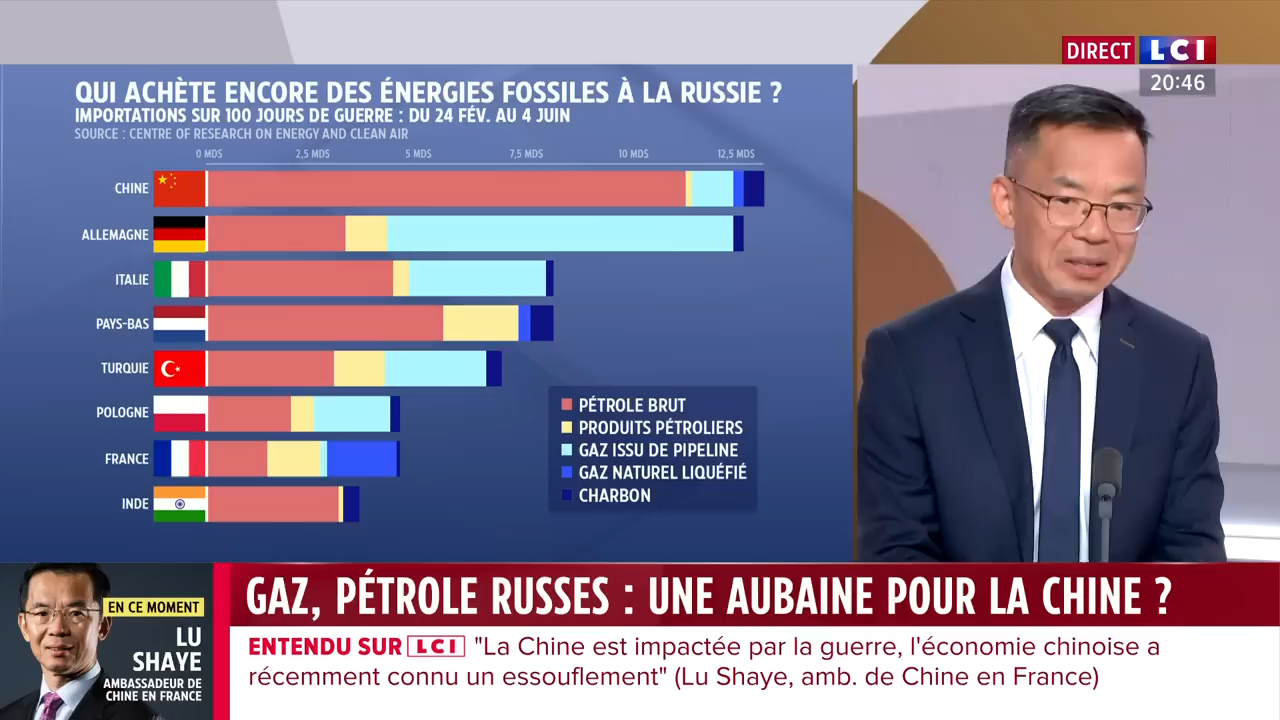 DIRECT LCI
20:46
QUI ACHÈTE ENCORE DES ÉNERGIES FOSSILES À LA RUSSIE ?
IMPORTATIONS SUR 100 JOURS DE GUERRE : DU 24 FÉV. AU 4 JUIN
SOURCE : CENTRE OF RESEARCH ON ENERGY AND CLEAN AIR
0 MDS 2,5 MDS 5 MDS 7,5 MDS 10 MDS 12,5 MDS
CHINE
ALLEMAGNE
ITALIE
PAYS-BAS
TURQUIE
POLOGNE
FRANCE
INDE
PÉTROLE BRUT
PRODUITS PÉTROLIERS
GAZ ISSU DE PIPELINE
GAZ NATUREL LIQUÉFIÉ
CHARBON
EN CE MOMENT
LU
SHAYE
AMBASSADEUR DE
CHINE EN FRANCE
GAZ, PÉTROLE RUSSES : UNE AUBAINE POUR LA CHINE ?
ENTENDU SUR LCI "La Chine est impactée par la guerre, l'économie chinoise a
récemment connu un essouflement" (Lu Shaye, amb. de Chine en France)